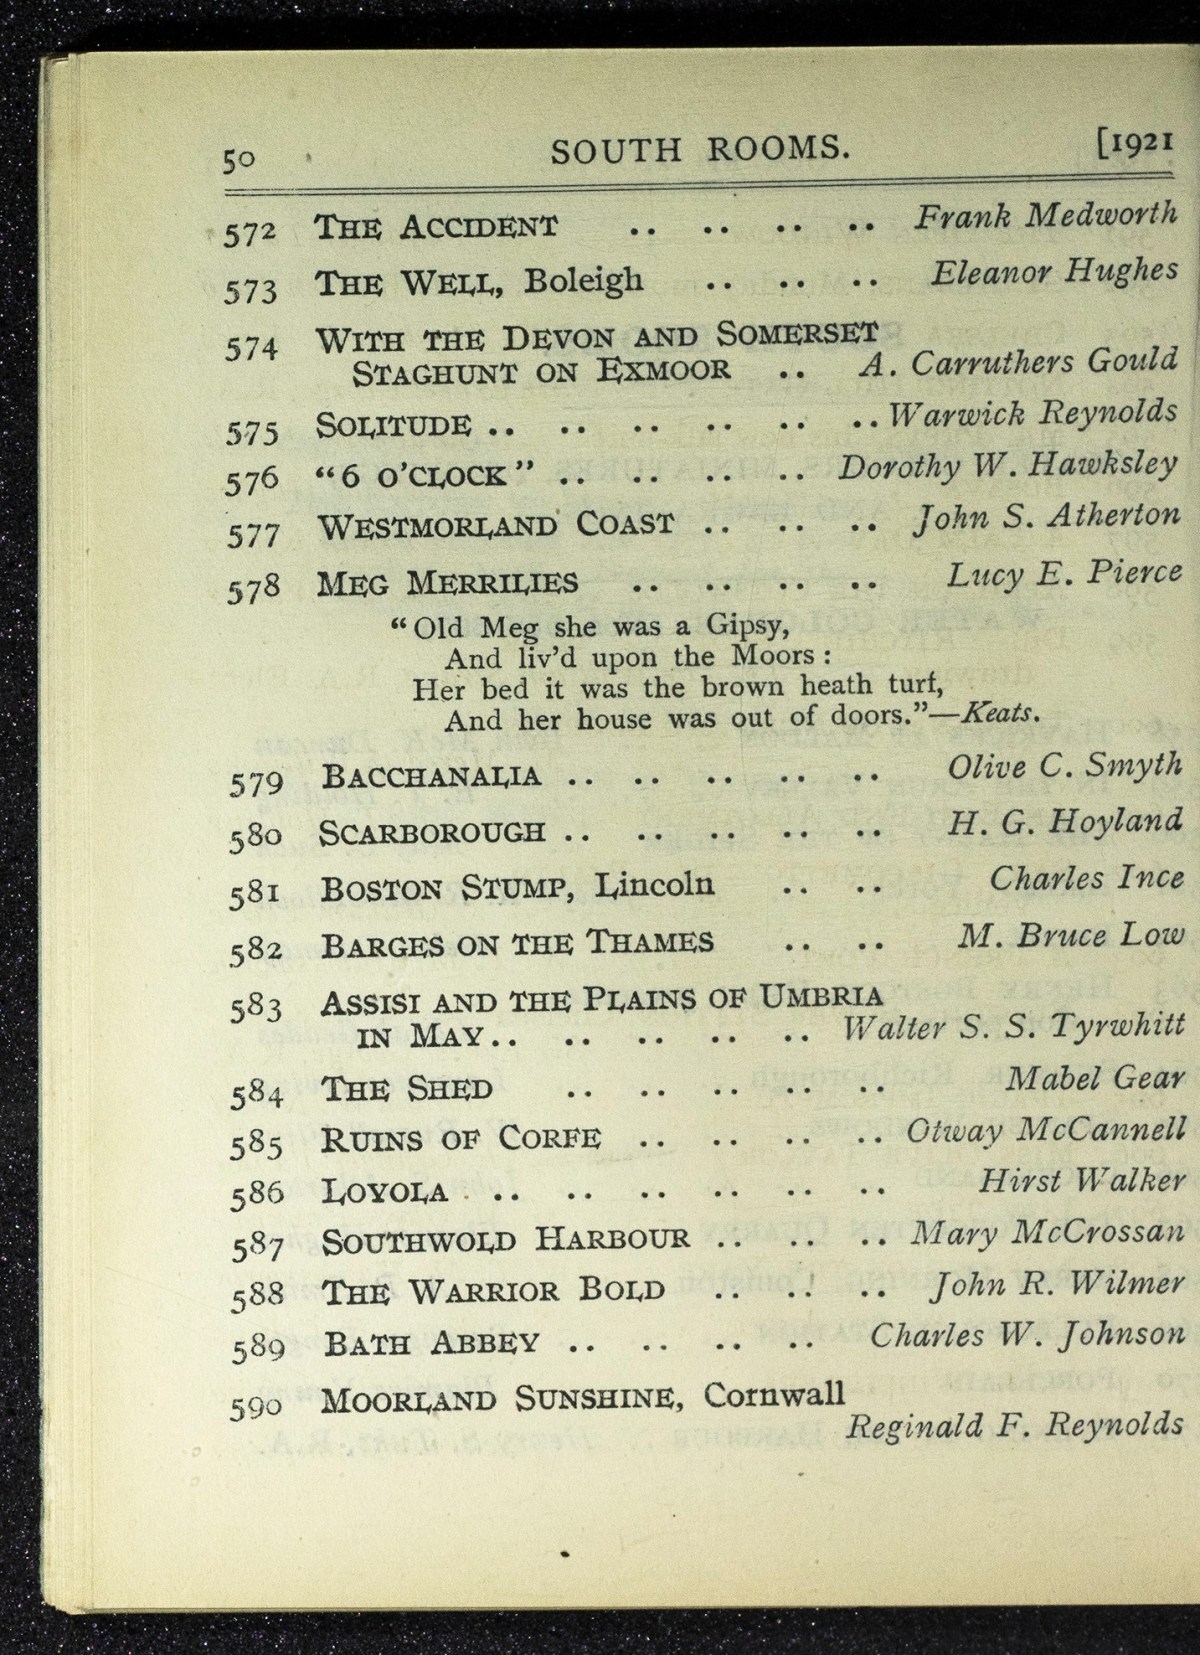 50 SOUTH ROOMS. [1921
572 THE ACCIDENT .. .. .. .. Frank Medworth
573 THE WELL, Boleigh .. .. .. Eleanor Hughes
574 WITH THE DEVON AND SOMERSET
STAGHUNT ON EXMOOR .. A. Carruthers Gould
575 SOLITUDE .. .. .. .. .. .. Warwick Reynolds
576 “6 O’CLOCK” .. .. .. .. Dorothy W. Hawksley
577 WESTMORLAND COAST .. .. .. John S. Atherton
578 MEG MERRILIES .. .. .. .. Lucy E. Pierce
“Old Meg she was a Gipsy,
And liv’d upon the Moors :
Her bed it was the brown heath turf,
And her house was out of doors.”—Keats.
579 BACCHANALIA .. .. .. .. .. Olive C. Smyth
580 SCARBOROUGH .. .. .. .. .. H. G. Hoyland
581 BOSTON STUMP, Lincoln .. .. Charles Ince
582 BARGES ON THE THAMES .. .. M. Bruce Low
583 ASSISI AND THE PLAINS OF UMBRIA
IN MAY .. .. .. .. .. Walter S. S. Tyrwhitt
584 THE SHED .. .. .. .. .. Mabel Gear
585 RUINS OF CORFE .. .. .. .. Otway McCannell
586 LOYOLA .. .. .. .. .. .. Hirst Walker
587 SOUTHWOLD HARBOUR .. .. .. Mary McCrossan
588 THE WARRIOR BOLD .. .. .. John R. Wilmer
589 BATH ABBEY .. .. .. .. Charles W. Johnson
590 MOORLAND SUNSHINE, Cornwall
Reginald F. Reynolds